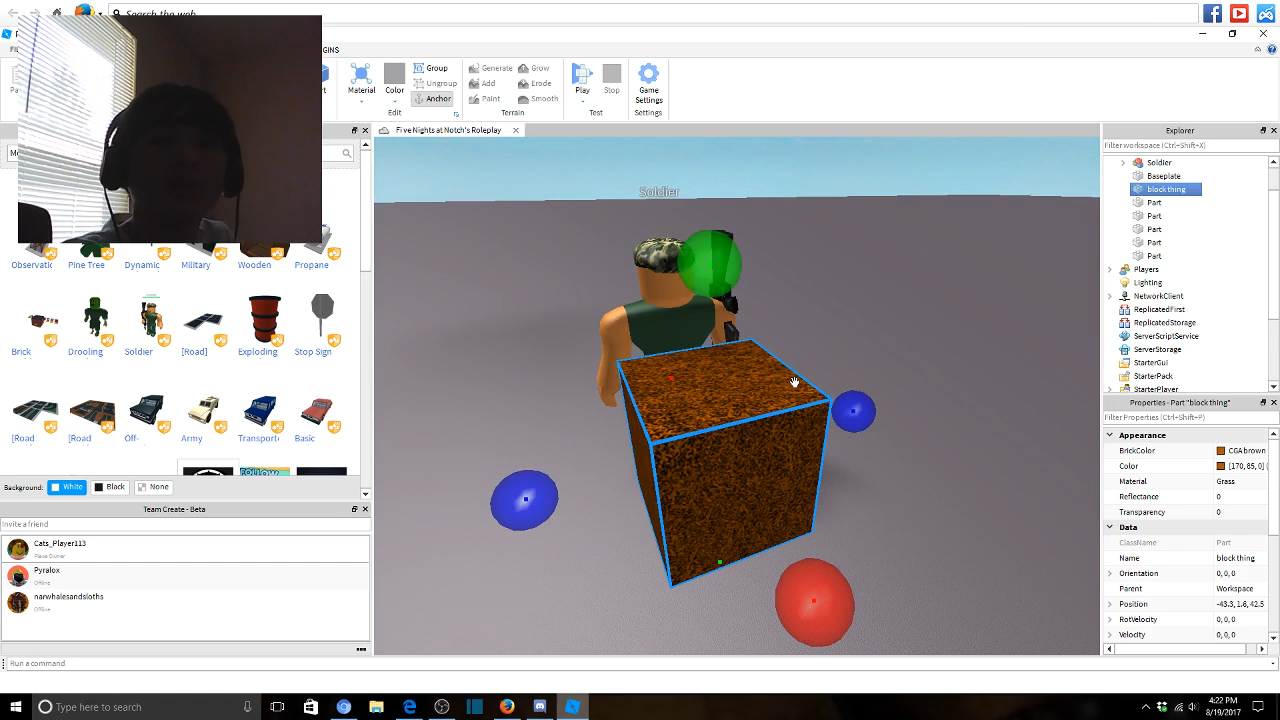 Search the web
GINS
Material
Color
Group
Ungroup
Anchor
Edit
Generate
Grow
Add
Erode
Paint
Smooth
Terrain
Play
Stop
Test
Game
Settings
Settings
Five Nights at Notch's Roleplay
Soldier
Observatic
Pine Tree
Dynamic
Military
Wooden
Propane
Brick
Drooling
Soldier
[Road]
Exploding
Stop Sign
[Road
[Road
Off-
Army
Transport
Basic
FOLLOW
Background:
White
Black
None
Team Create - Beta
Invite a friend
Cats_Player113
Place Owner
Pyralox
Offline
narwhalesandsloths
Offline
Run a command
Explorer
Filter workspace (Ctrl+Shift+X)
Soldier
Baseplate
block thing
Part
Part
Part
Part
Part
Players
Lighting
NetworkClient
ReplicatedFirst
ReplicatedStorage
ServerScriptService
ServerStorage
StarterGui
StarterPack
StarterPlayer
Properties - Part "block thing"
Filter Properties (Ctrl+Shift+P)
Appearance
BrickColor CGA brown
Color [170, 85, 0]
Material Grass
Reflectance 0
Transparency 0
Data
ClassName Part
Name block thing
Orientation 0, 0, 0
Parent Workspace
Position -43.3, 1.6, 42.5
RotVelocity 0, 0, 0
Velocity 0, 0, 0
Type here to search
4:22 PM
8/19/2017